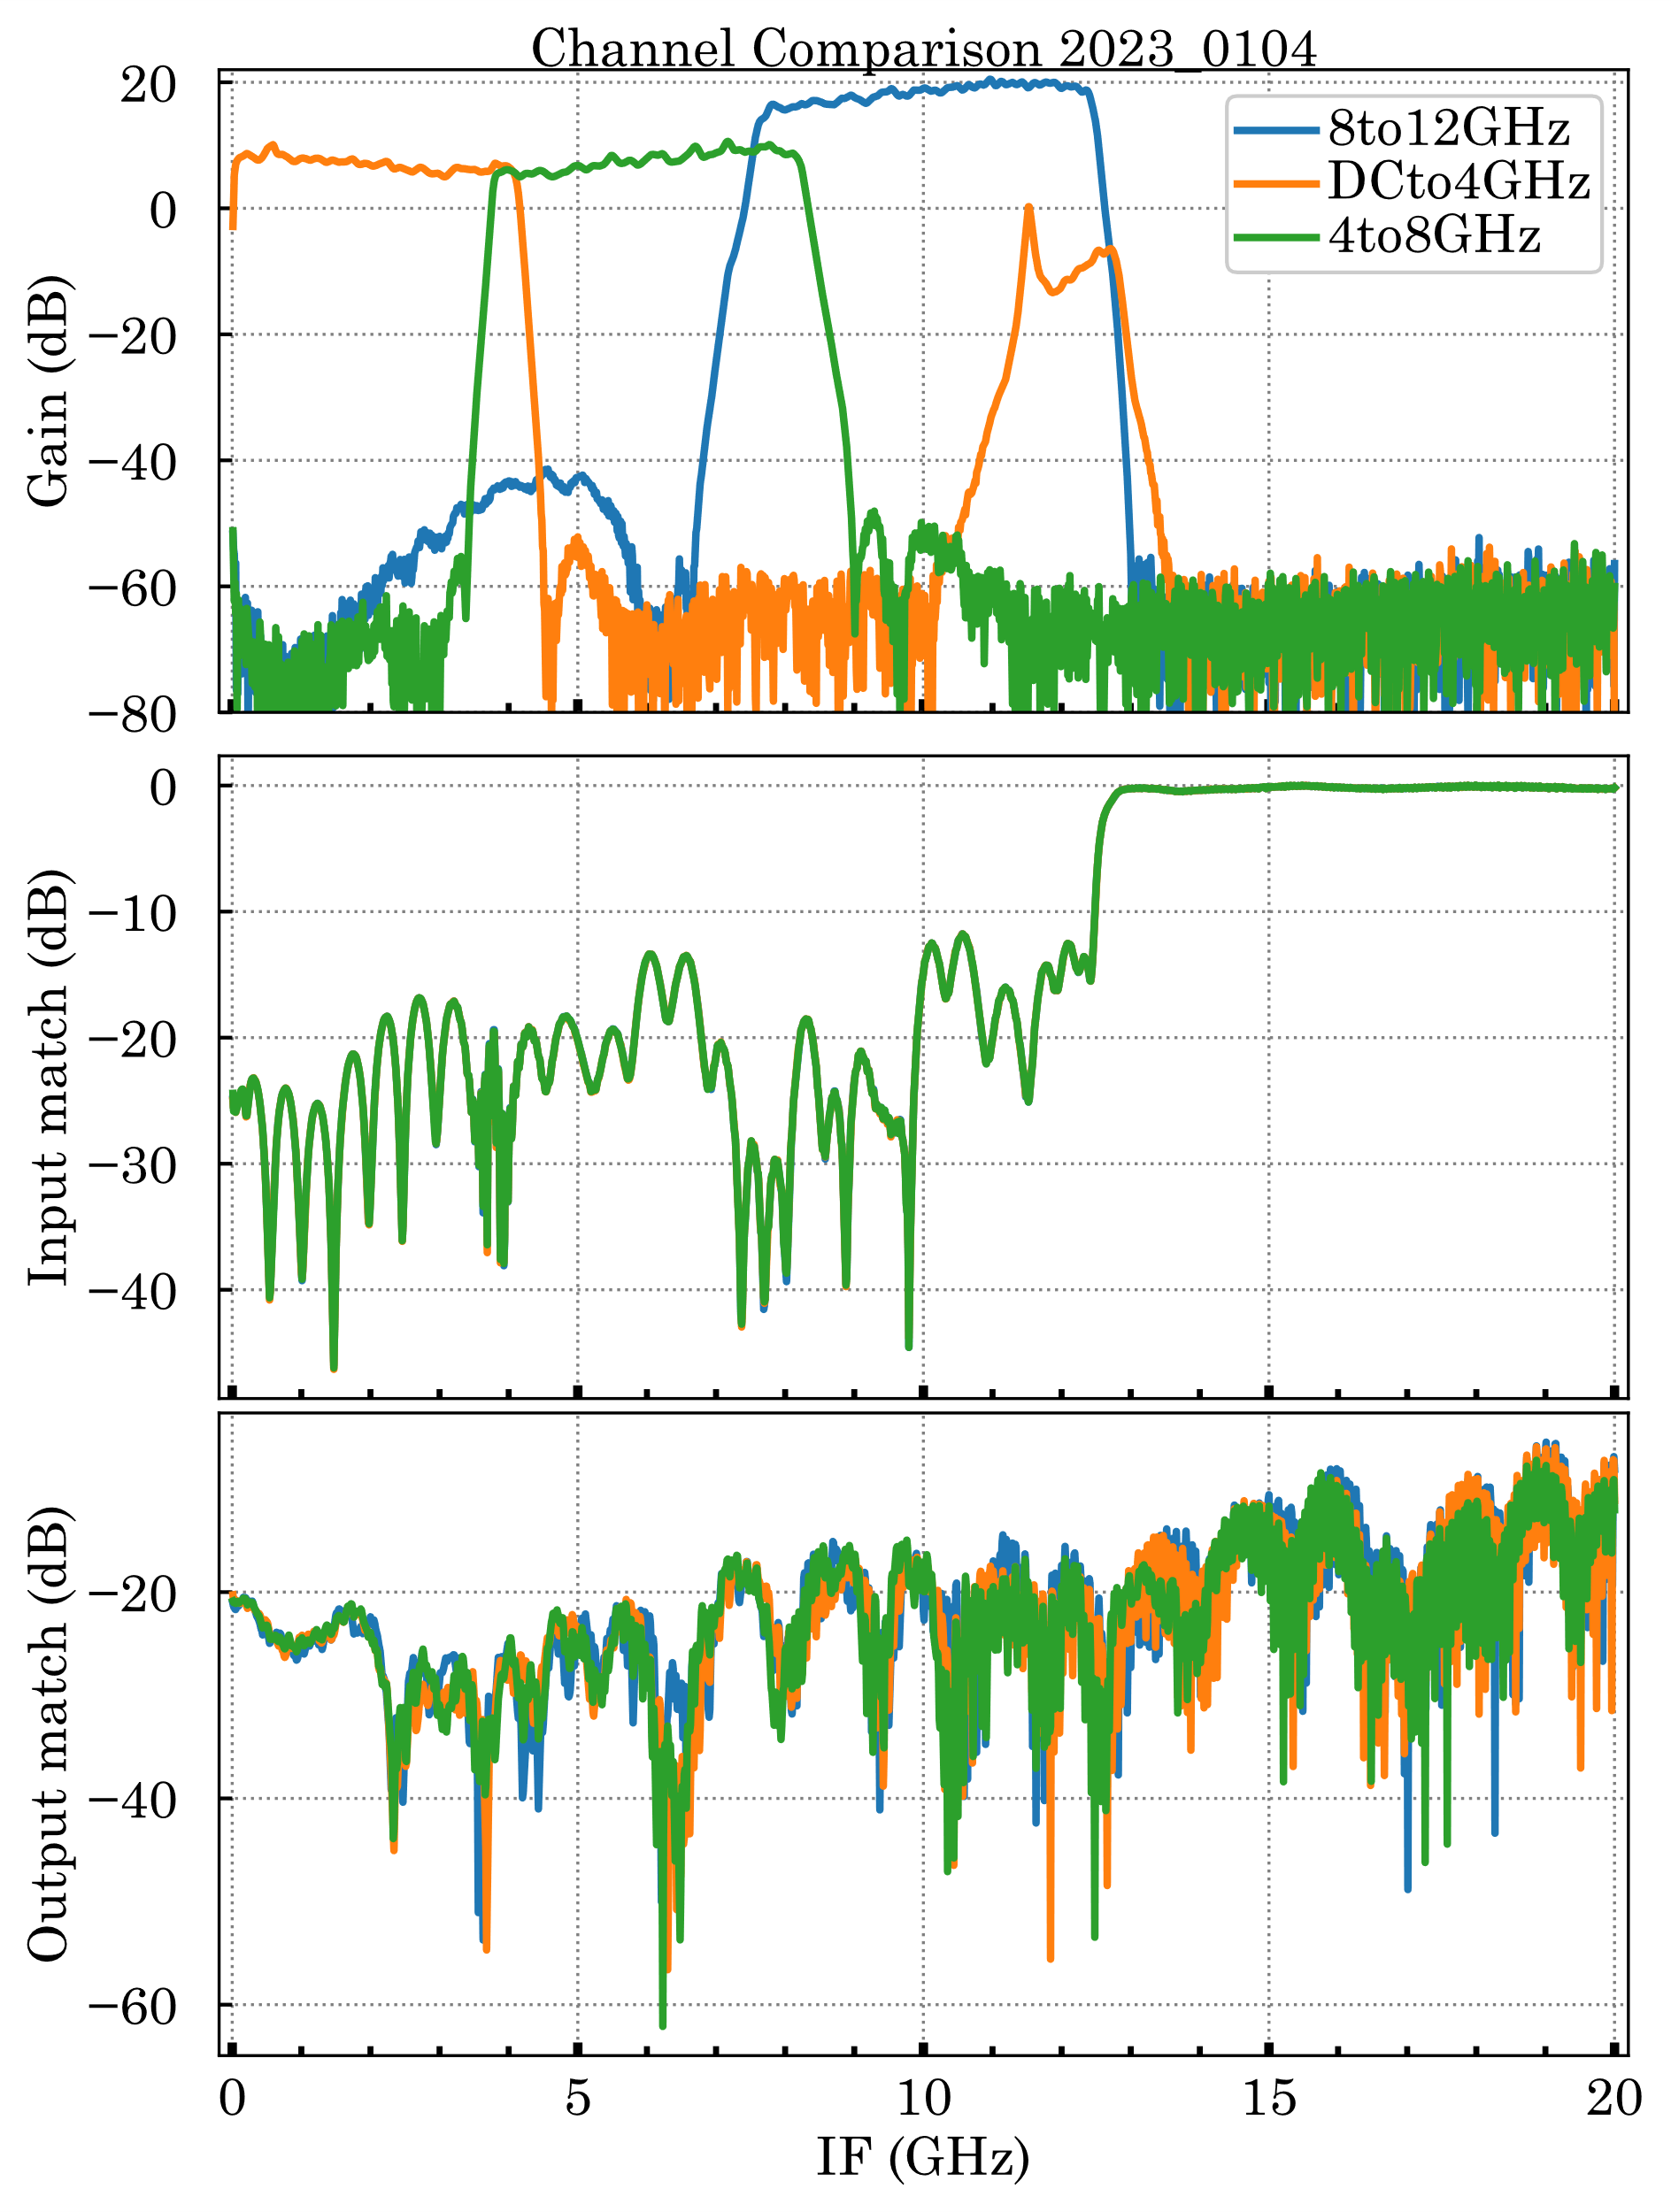 Channel Comparison 2023_0104
20
0
−20
−40
−60
−80
Gain (dB)
8to12GHz
DCto4GHz
4to8GHz
0
−10
−20
−30
−40
Input match (dB)
−20
−40
−60
Output match (dB)
0 5 10 15 20
IF (GHz)